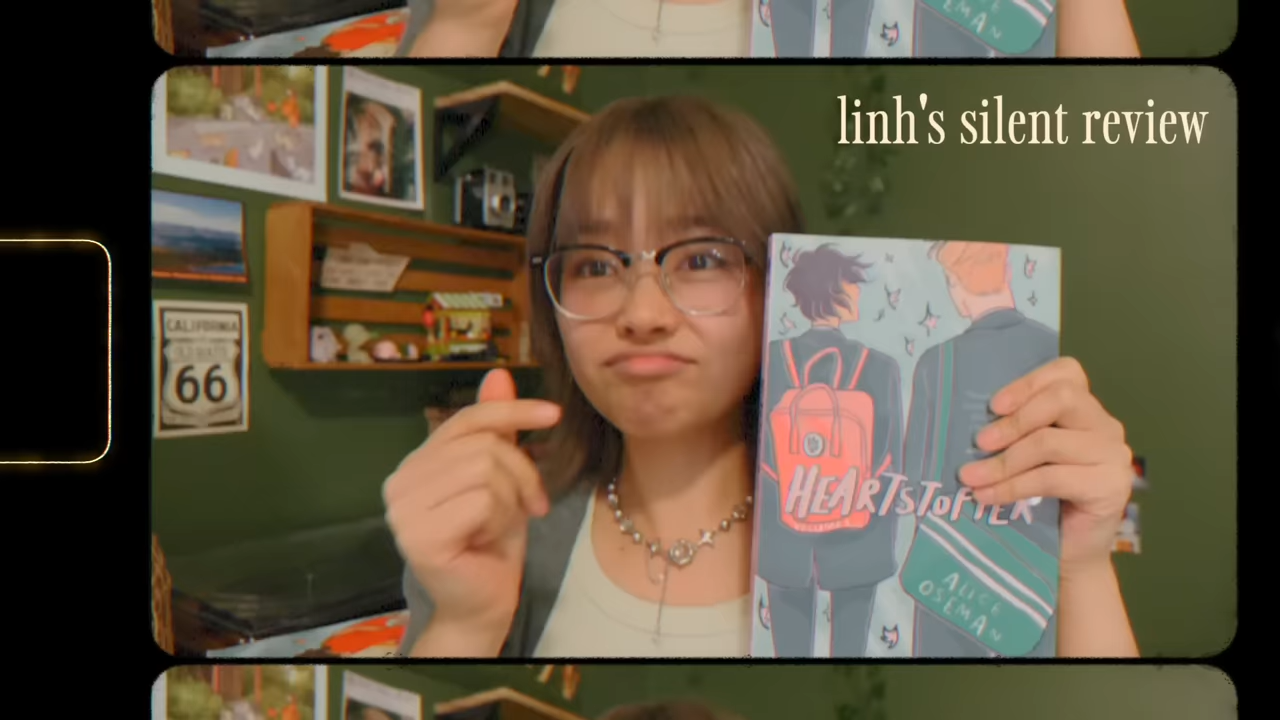 linh's silent review
CALIFORNIA
66
HEARTSTOPPER
ALICE
OSEMAN